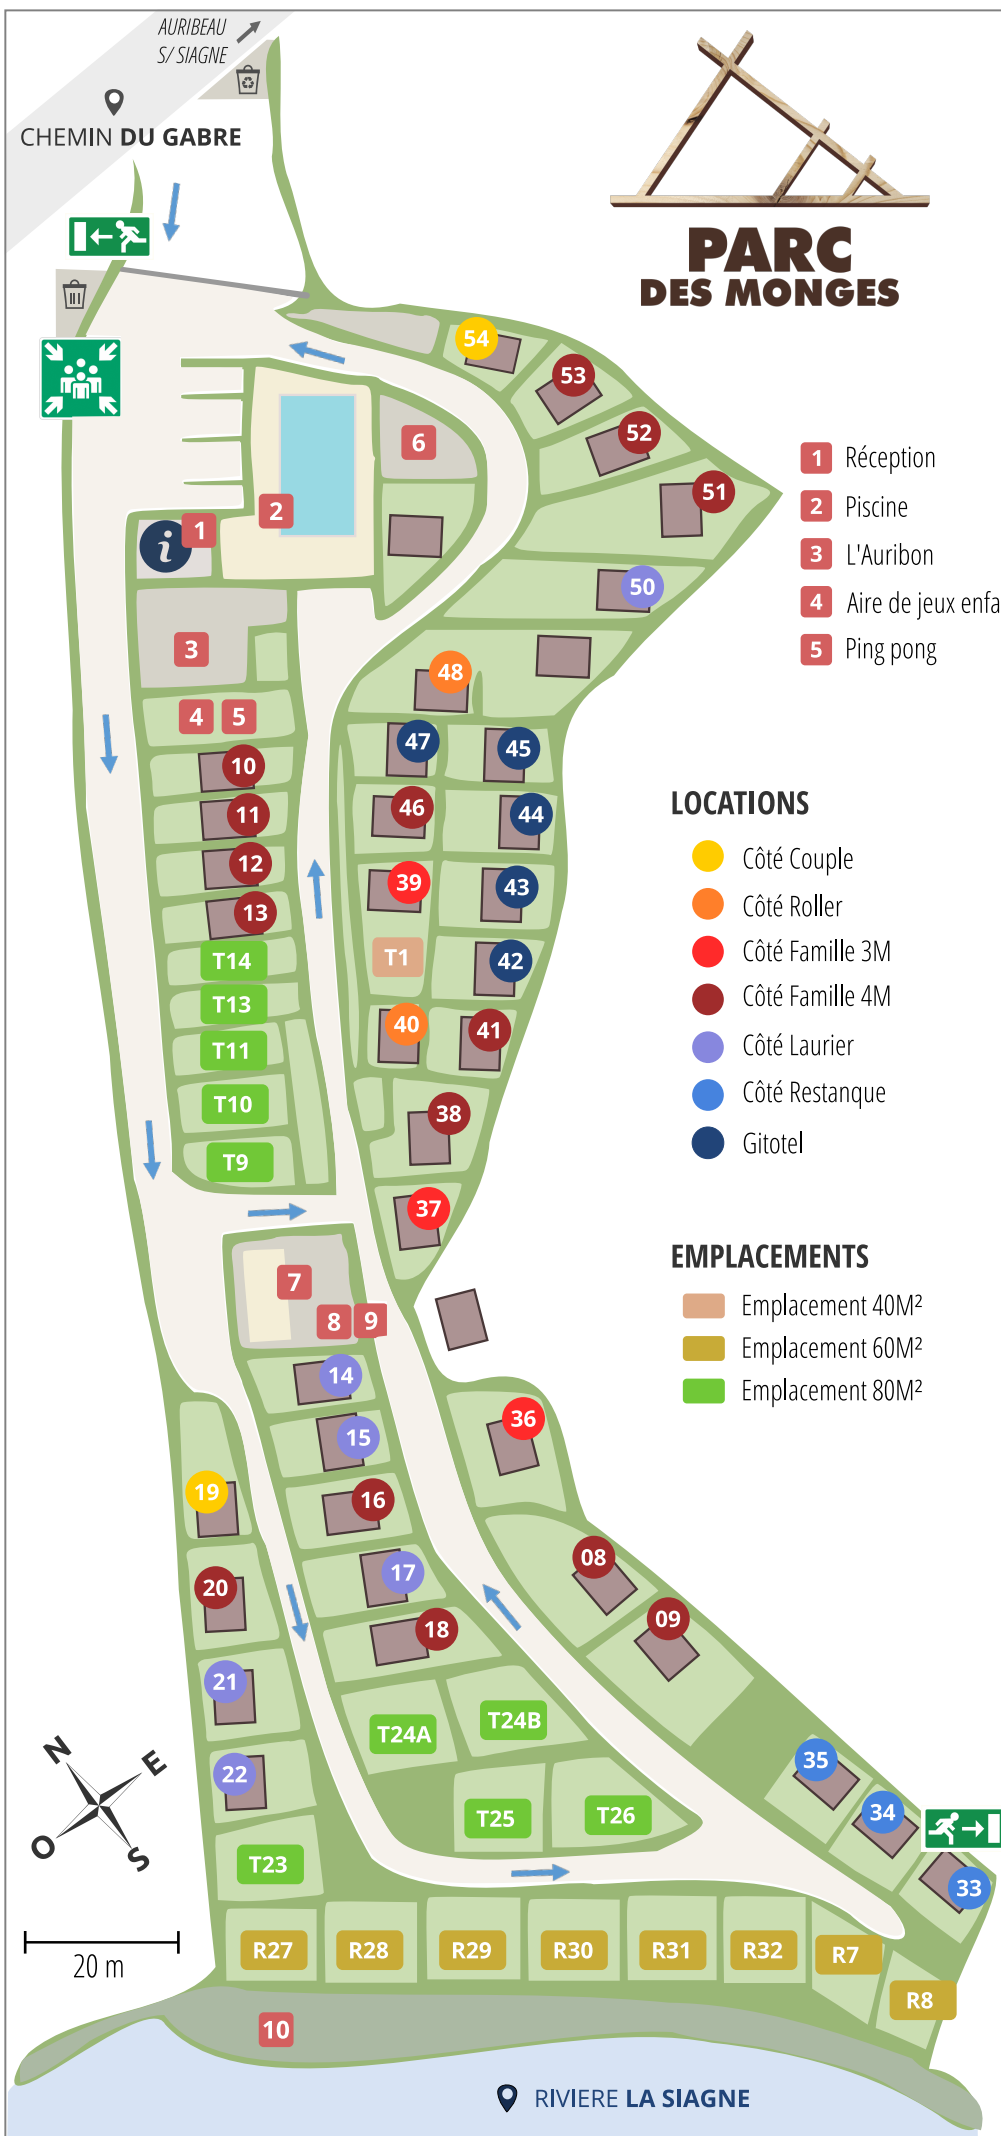 AURIBEAU
S/ SIAGNE
CHEMIN DU GABRE
PARC
DES MONGES
54
53
52
51
6
2
1
i
50
3
48
4 5
47
45
10
46
44
11
12
39
43
13
T14
T1
42
T13
40
41
T11
T10
38
T9
37
7
8 9
14
36
15
19
16
08
17
20
09
18
21
T24A
T24B
22
35
34
T25
T26
T23
33
R27
R28
R29
R30
R31
R32
R7
R8
10
1 Réception
2 Piscine
3 L'Auribon
4 Aire de jeux enfa
5 Ping pong
LOCATIONS
Côté Couple
Côté Roller
Côté Famille 3M
Côté Famille 4M
Côté Laurier
Côté Restanque
Gitotel
EMPLACEMENTS
Emplacement 40M²
Emplacement 60M²
Emplacement 80M²
N
E
O
S
20 m
RIVIERE LA SIAGNE